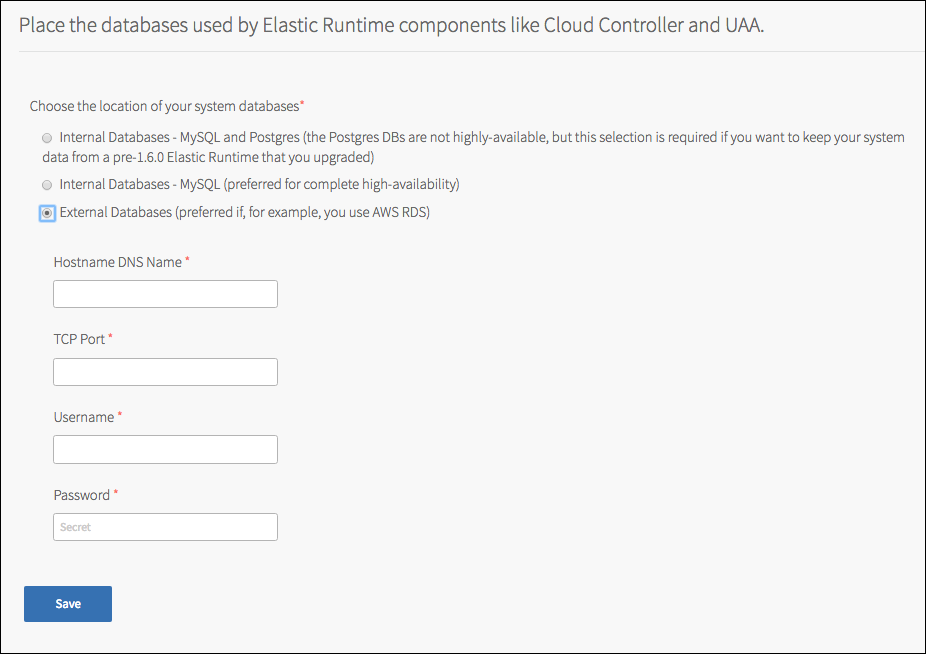 Place the databases used by Elastic Runtime components like Cloud Controller and UAA.
Choose the location of your system databases*
Internal Databases - MySQL and Postgres (the Postgres DBs are not highly-available, but this selection is required if you want to keep your system
data from a pre-1.6.0 Elastic Runtime that you upgraded)
Internal Databases - MySQL (preferred for complete high-availability)
External Databases (preferred if, for example, you use AWS RDS)
Hostname DNS Name *
TCP Port *
Username *
Password *
Secret
Save